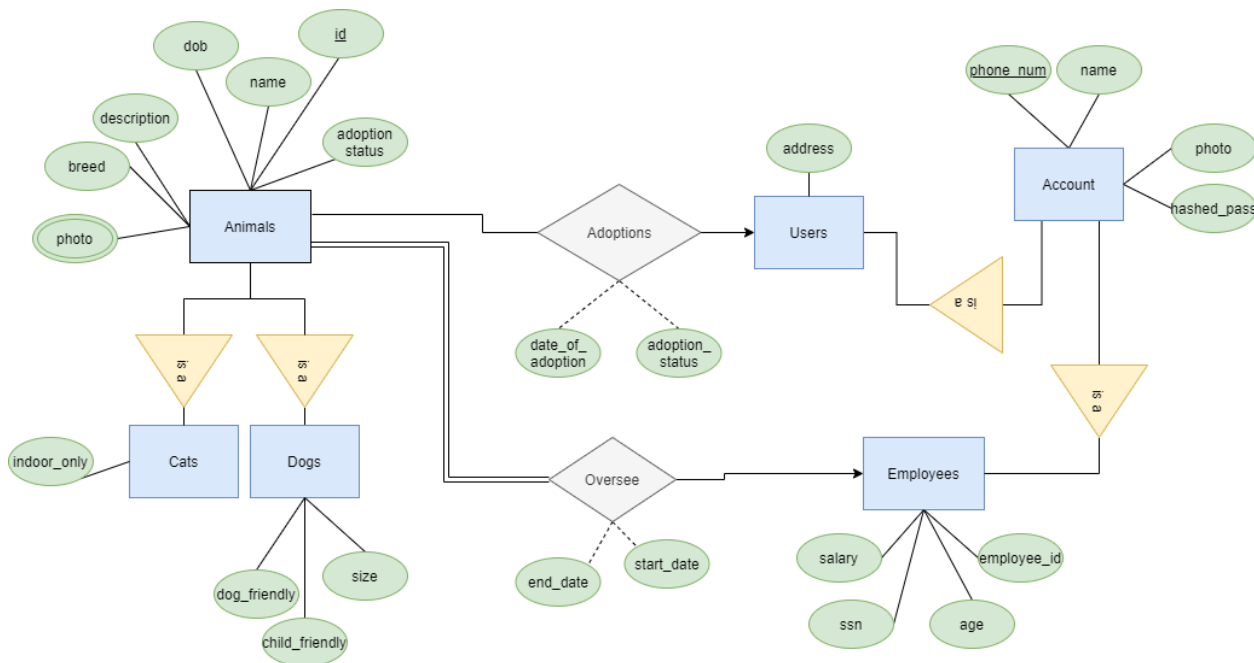 id
dob
name
phone_num
name
description
adoption
status
address
photo
breed
Account
hashed_pass
photo
Animals
Adoptions
Users
is a
date_of_
adoption
adoption_
status
is a
is a
is a
indoor_only
Cats
Dogs
Oversee
Employees
salary
employee_id
size
start_date
end_date
dog_friendly
ssn
age
child_friendly